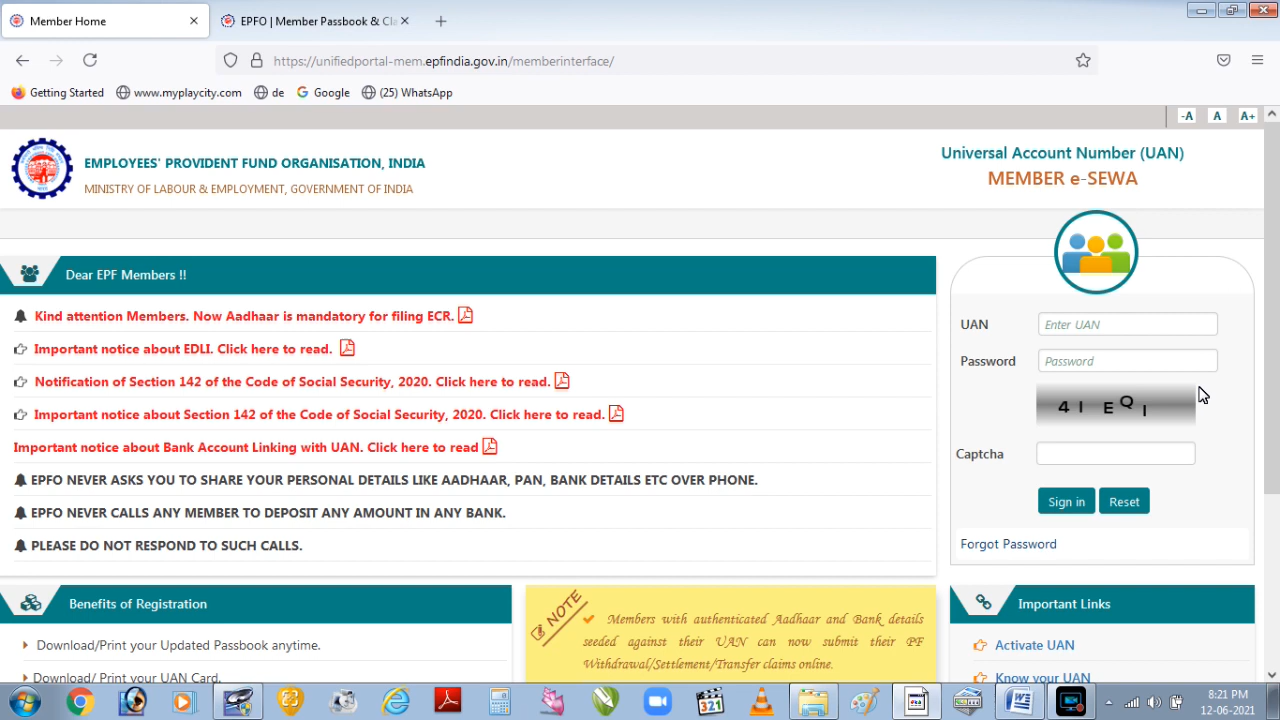 Member Home
EPFO | Member Passbook & Cl
https://unifiedportal-mem.epfindia.gov.in/memberinterface/
Getting Started
www.myplaycity.com
de
Google
(25) WhatsApp
-A A A+
EMPLOYEES' PROVIDENT FUND ORGANISATION, INDIA
MINISTRY OF LABOUR & EMPLOYMENT, GOVERNMENT OF INDIA
Universal Account Number (UAN)
MEMBER e-SEWA
Dear EPF Members !!
Kind attention Members. Now Aadhaar is mandatory for filing ECR.
Important notice about EDLI. Click here to read.
Notification of Section 142 of the Code of Social Security, 2020. Click here to read.
Important notice about Section 142 of the Code of Social Security, 2020. Click here to read.
Important notice about Bank Account Linking with UAN. Click here to read
EPFO NEVER ASKS YOU TO SHARE YOUR PERSONAL DETAILS LIKE AADHAAR, PAN, BANK DETAILS ETC OVER PHONE.
EPFO NEVER CALLS ANY MEMBER TO DEPOSIT ANY AMOUNT IN ANY BANK.
PLEASE DO NOT RESPOND TO SUCH CALLS.
UAN Enter UAN
Password Password
4 I E Q I
Captcha
Sign in Reset
Forgot Password
Benefits of Registration
Download/Print your Updated Passbook anytime.
Download/ Print your UAN Card.
NOTE
Members with authenticated Aadhaar and Bank details
seeded against their UAN can now submit their PF
Withdrawal/Settlement/Transfer claims online.
Important Links
Activate UAN
Know your UAN
321
8:21 PM
12-06-2021